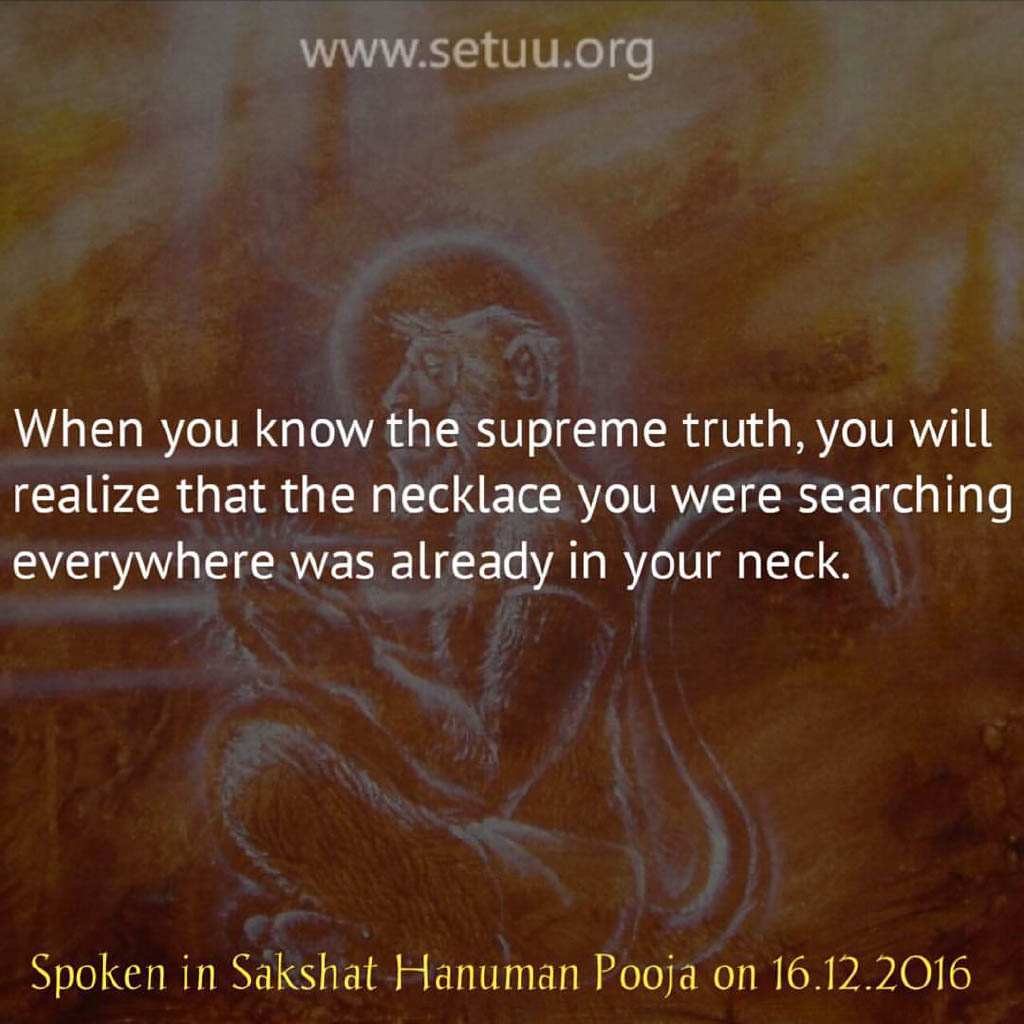 www.setuu.org
When you know the supreme truth, you will
realize that the necklace you were searching
everywhere was already in your neck.
Spoken in Sakshat Hanuman Pooja on 16.12.2016